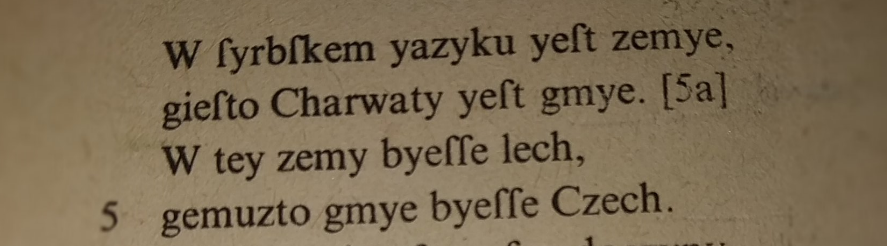 W ſyrbſkem yazyku yeſt zemye,
gieſto Charwaty yeſt gmye. [5a]
W tey zemy byeſſe lech,
5 gemuzto gmye byeſſe Czech.